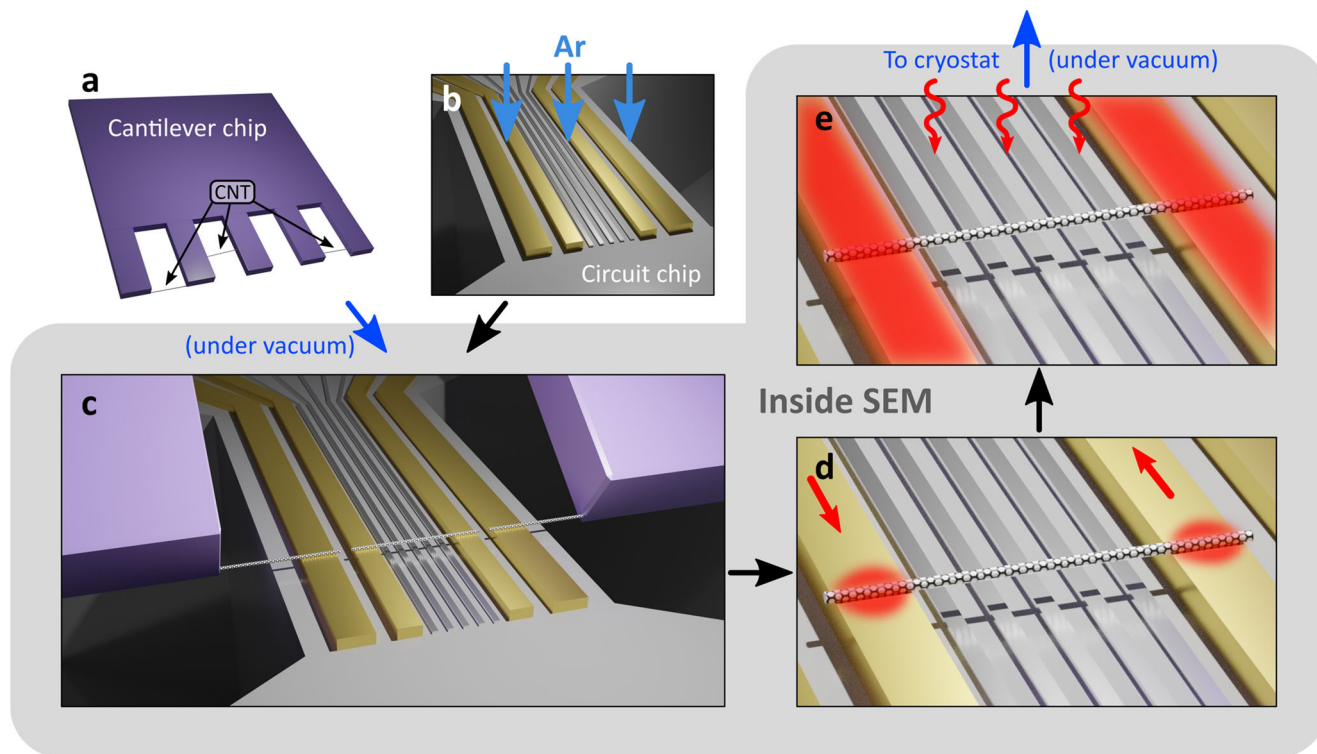 a
Cantilever chip
CNT
Ar
b
Circuit chip
(under vacuum)
c
Inside SEM
d
To cryostat (under vacuum)
e